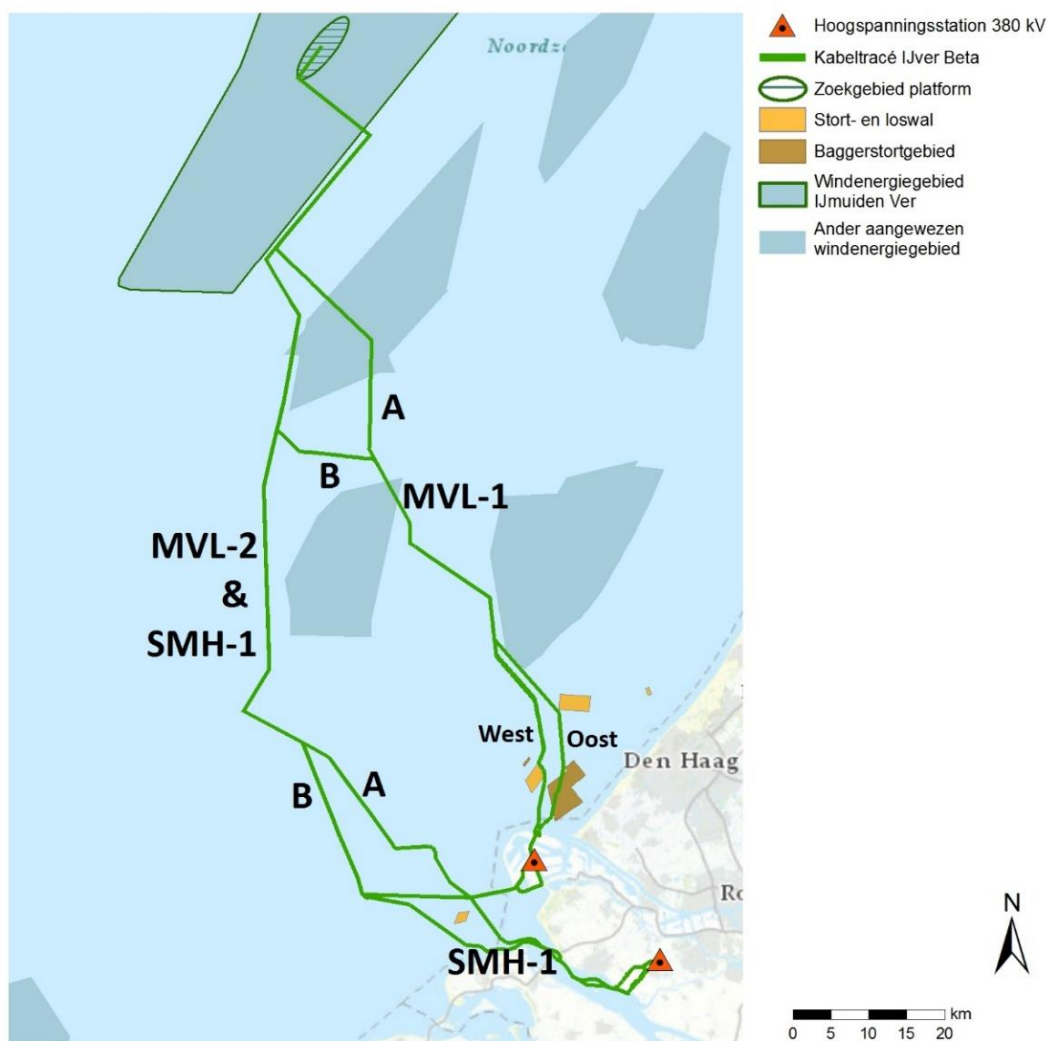 Noordz
A
B
MVL-1
MVL-2
&
SMH-1
West
Oost
Den Haag
B
A
Ro
SMH-1
Hoogspanningsstation 380 kV
Kabeltracé IJver Beta
Zoekgebied platform
Stort- en loswal
Baggerstortgebied
Windenergiegebied
IJmuiden Ver
Ander aangewezen
windenergiegebied
N
km
0 5 10 15 20